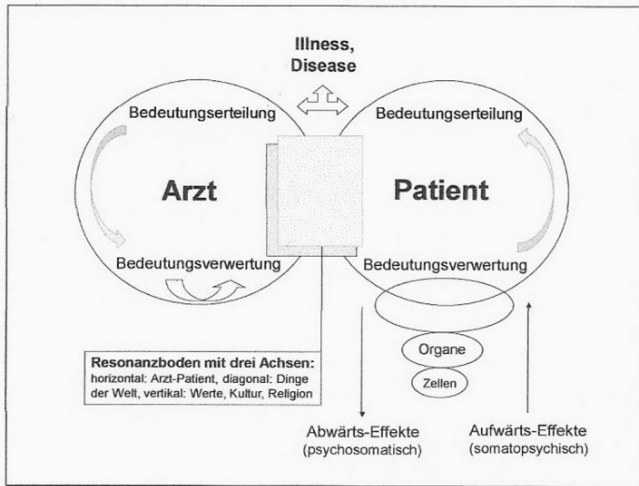 Illness,
Disease
Bedeutungserteilung
Bedeutungserteilung
Arzt
Patient
Bedeutungsverwertung
Bedeutungsverwertung
Organe
Zellen
Resonanzboden mit drei Achsen:
horizontal: Arzt-Patient, diagonal: Dinge
der Welt, vertikal: Werte, Kultur, Religion
Abwärts-Effekte
(psychosomatisch)
Aufwärts-Effekte
(somatopsychisch)